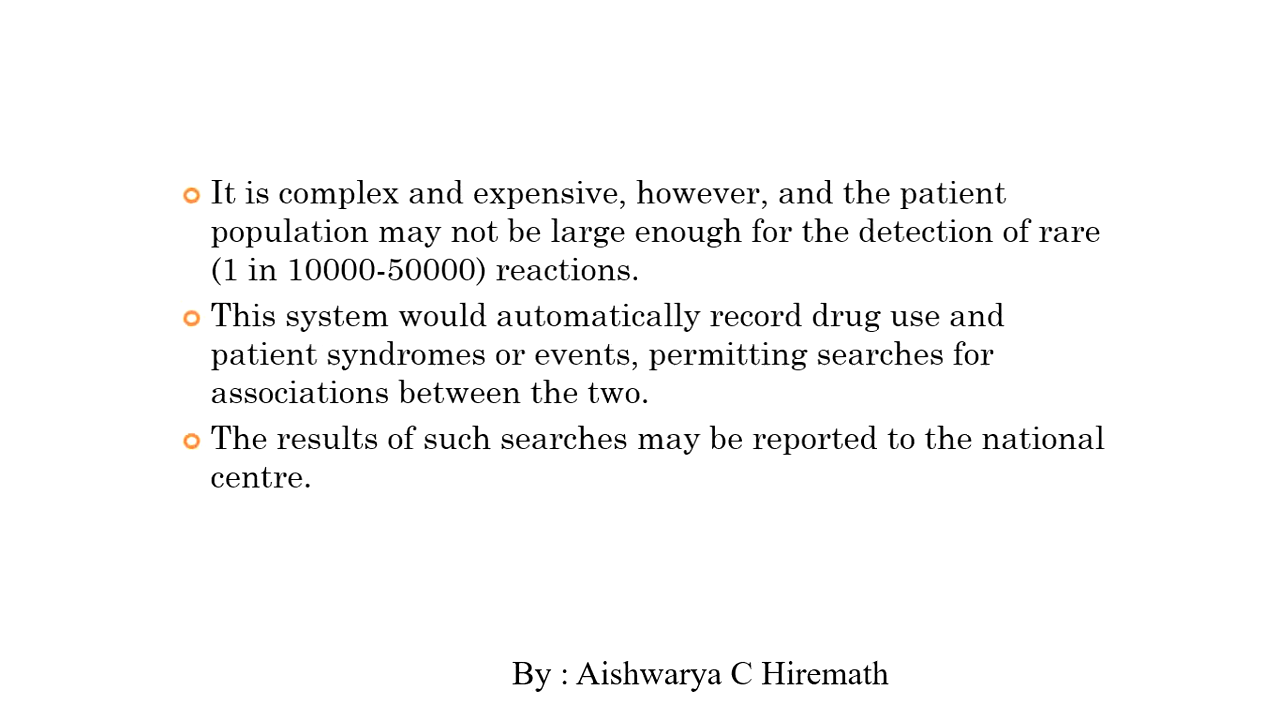 It is complex and expensive, however, and the patient
population may not be large enough for the detection of rare
(1 in 10000-50000) reactions.
This system would automatically record drug use and
patient syndromes or events, permitting searches for
associations between the two.
The results of such searches may be reported to the national
centre.
By : Aishwarya C Hiremath